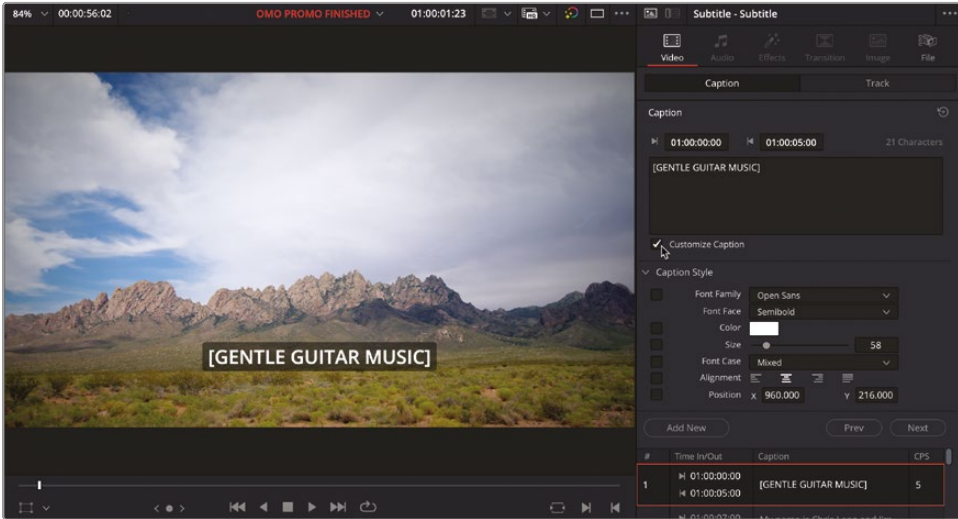 84% 00:00:56:02 OMO PROMO FINISHED 01:00:01:23 Subtitle - Subtitle
Video Audio Effects Transition Image File
Caption Track
Caption
01:00:00:00 01:00:05:00 21 Characters
[GENTLE GUITAR MUSIC]
Customize Caption
Caption Style
Font Family Open Sans
Font Face Semibold
Color
Size 58
Font Case Mixed
Alignment
Position X 960.000 Y 216.000
[GENTLE GUITAR MUSIC]
Add New Prev Next
# Time In/Out Caption CPS
1 01:00:00:00 [GENTLE GUITAR MUSIC] 5
01:00:05:00
01:00:07:00